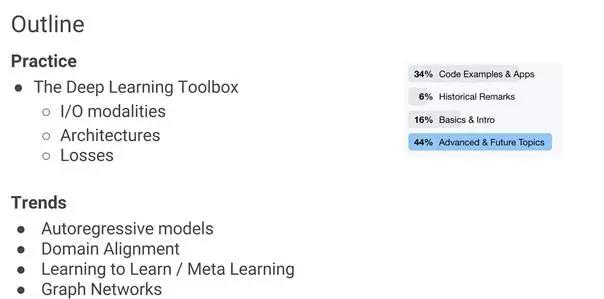 Outline
Practice
● The Deep Learning Toolbox
○ I/O modalities
○ Architectures
○ Losses
34% Code Examples & Apps
6% Historical Remarks
16% Basics & Intro
44% Advanced & Future Topics
Trends
● Autoregressive models
● Domain Alignment
● Learning to Learn / Meta Learning
● Graph Networks